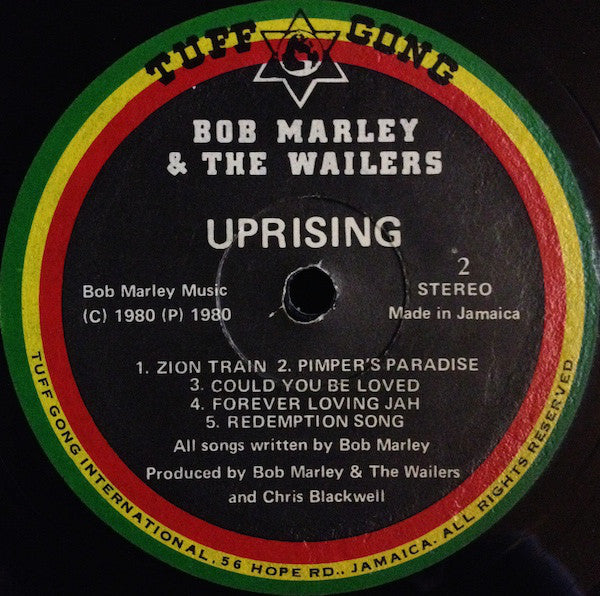 TUFF GONG
BOB MARLEY
& THE WAILERS
UPRISING
2
Bob Marley Music
STEREO
(C) 1980 (P) 1980
Made in Jamaica
1. ZION TRAIN 2. PIMPER'S PARADISE
3. COULD YOU BE LOVED
4. FOREVER LOVING JAH
5. REDEMPTION SONG
All songs written by Bob Marley
Produced by Bob Marley & The Wailers
and Chris Blackwell
TUFF GONG INTERNATIONAL, 56 HOPE RD., JAMAICA. ALL RIGHTS RESERVED